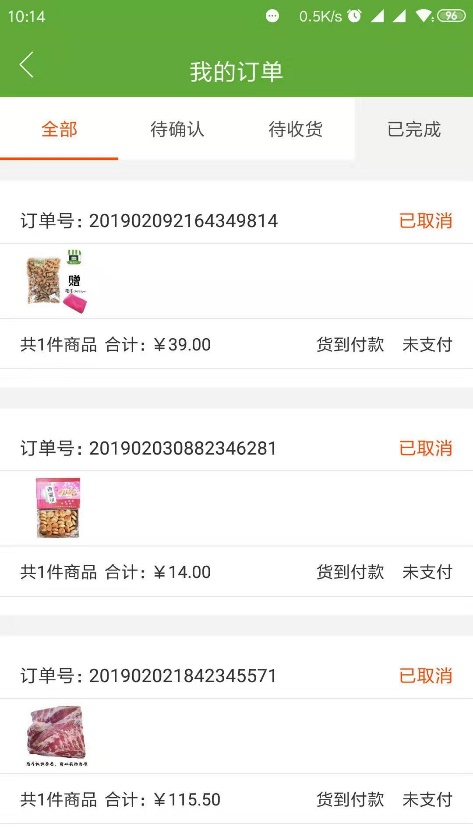 10:14
0.5K/s
96
我的订单
全部 待确认 待收货 已完成
订单号: 201902092164349814 已取消
赠
共1件商品 合计: ￥39.00 货到付款 未支付
订单号: 201902030882346281 已取消
共1件商品 合计: ￥14.00 货到付款 未支付
订单号: 201902021842345571 已取消
共1件商品 合计: ￥115.50 货到付款 未支付